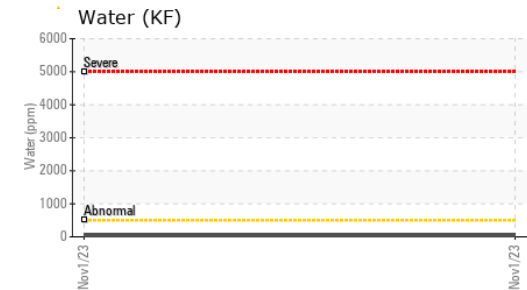 Water (KF)
6000
Severe
5000
4000
Water (ppm)
3000
2000
1000
Abnormal
0
Nov1/23
Nov1/23